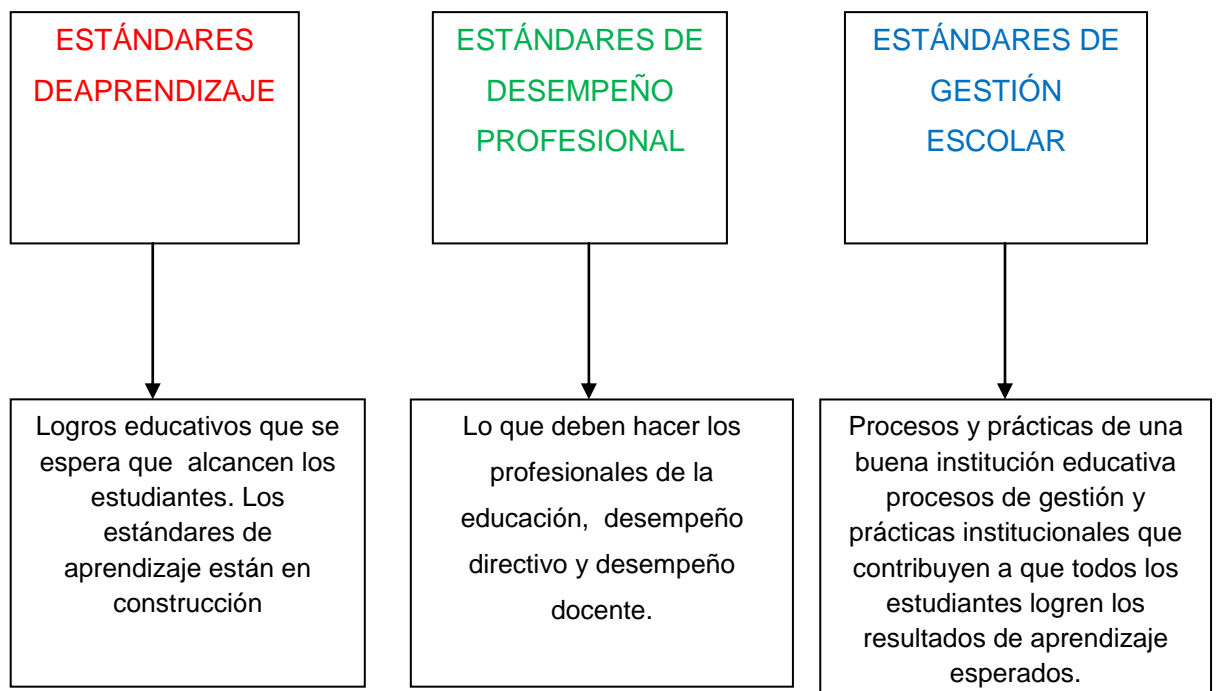 ESTÁNDARES
DEAPRENDIZAJE
ESTÁNDARES DE
DESEMPEÑO
PROFESIONAL
ESTÁNDARES DE
GESTIÓN
ESCOLAR
Logros educativos que se
espera que  alcancen los
estudiantes. Los
estándares de
aprendizaje están en
construcción
Lo que deben hacer los
profesionales de la
educación,  desempeño
directivo y desempeño
docente.
Procesos y prácticas de una
buena institución educativa
procesos de gestión y
prácticas institucionales que
contribuyen a que todos los
estudiantes logren los
resultados de aprendizaje
esperados.